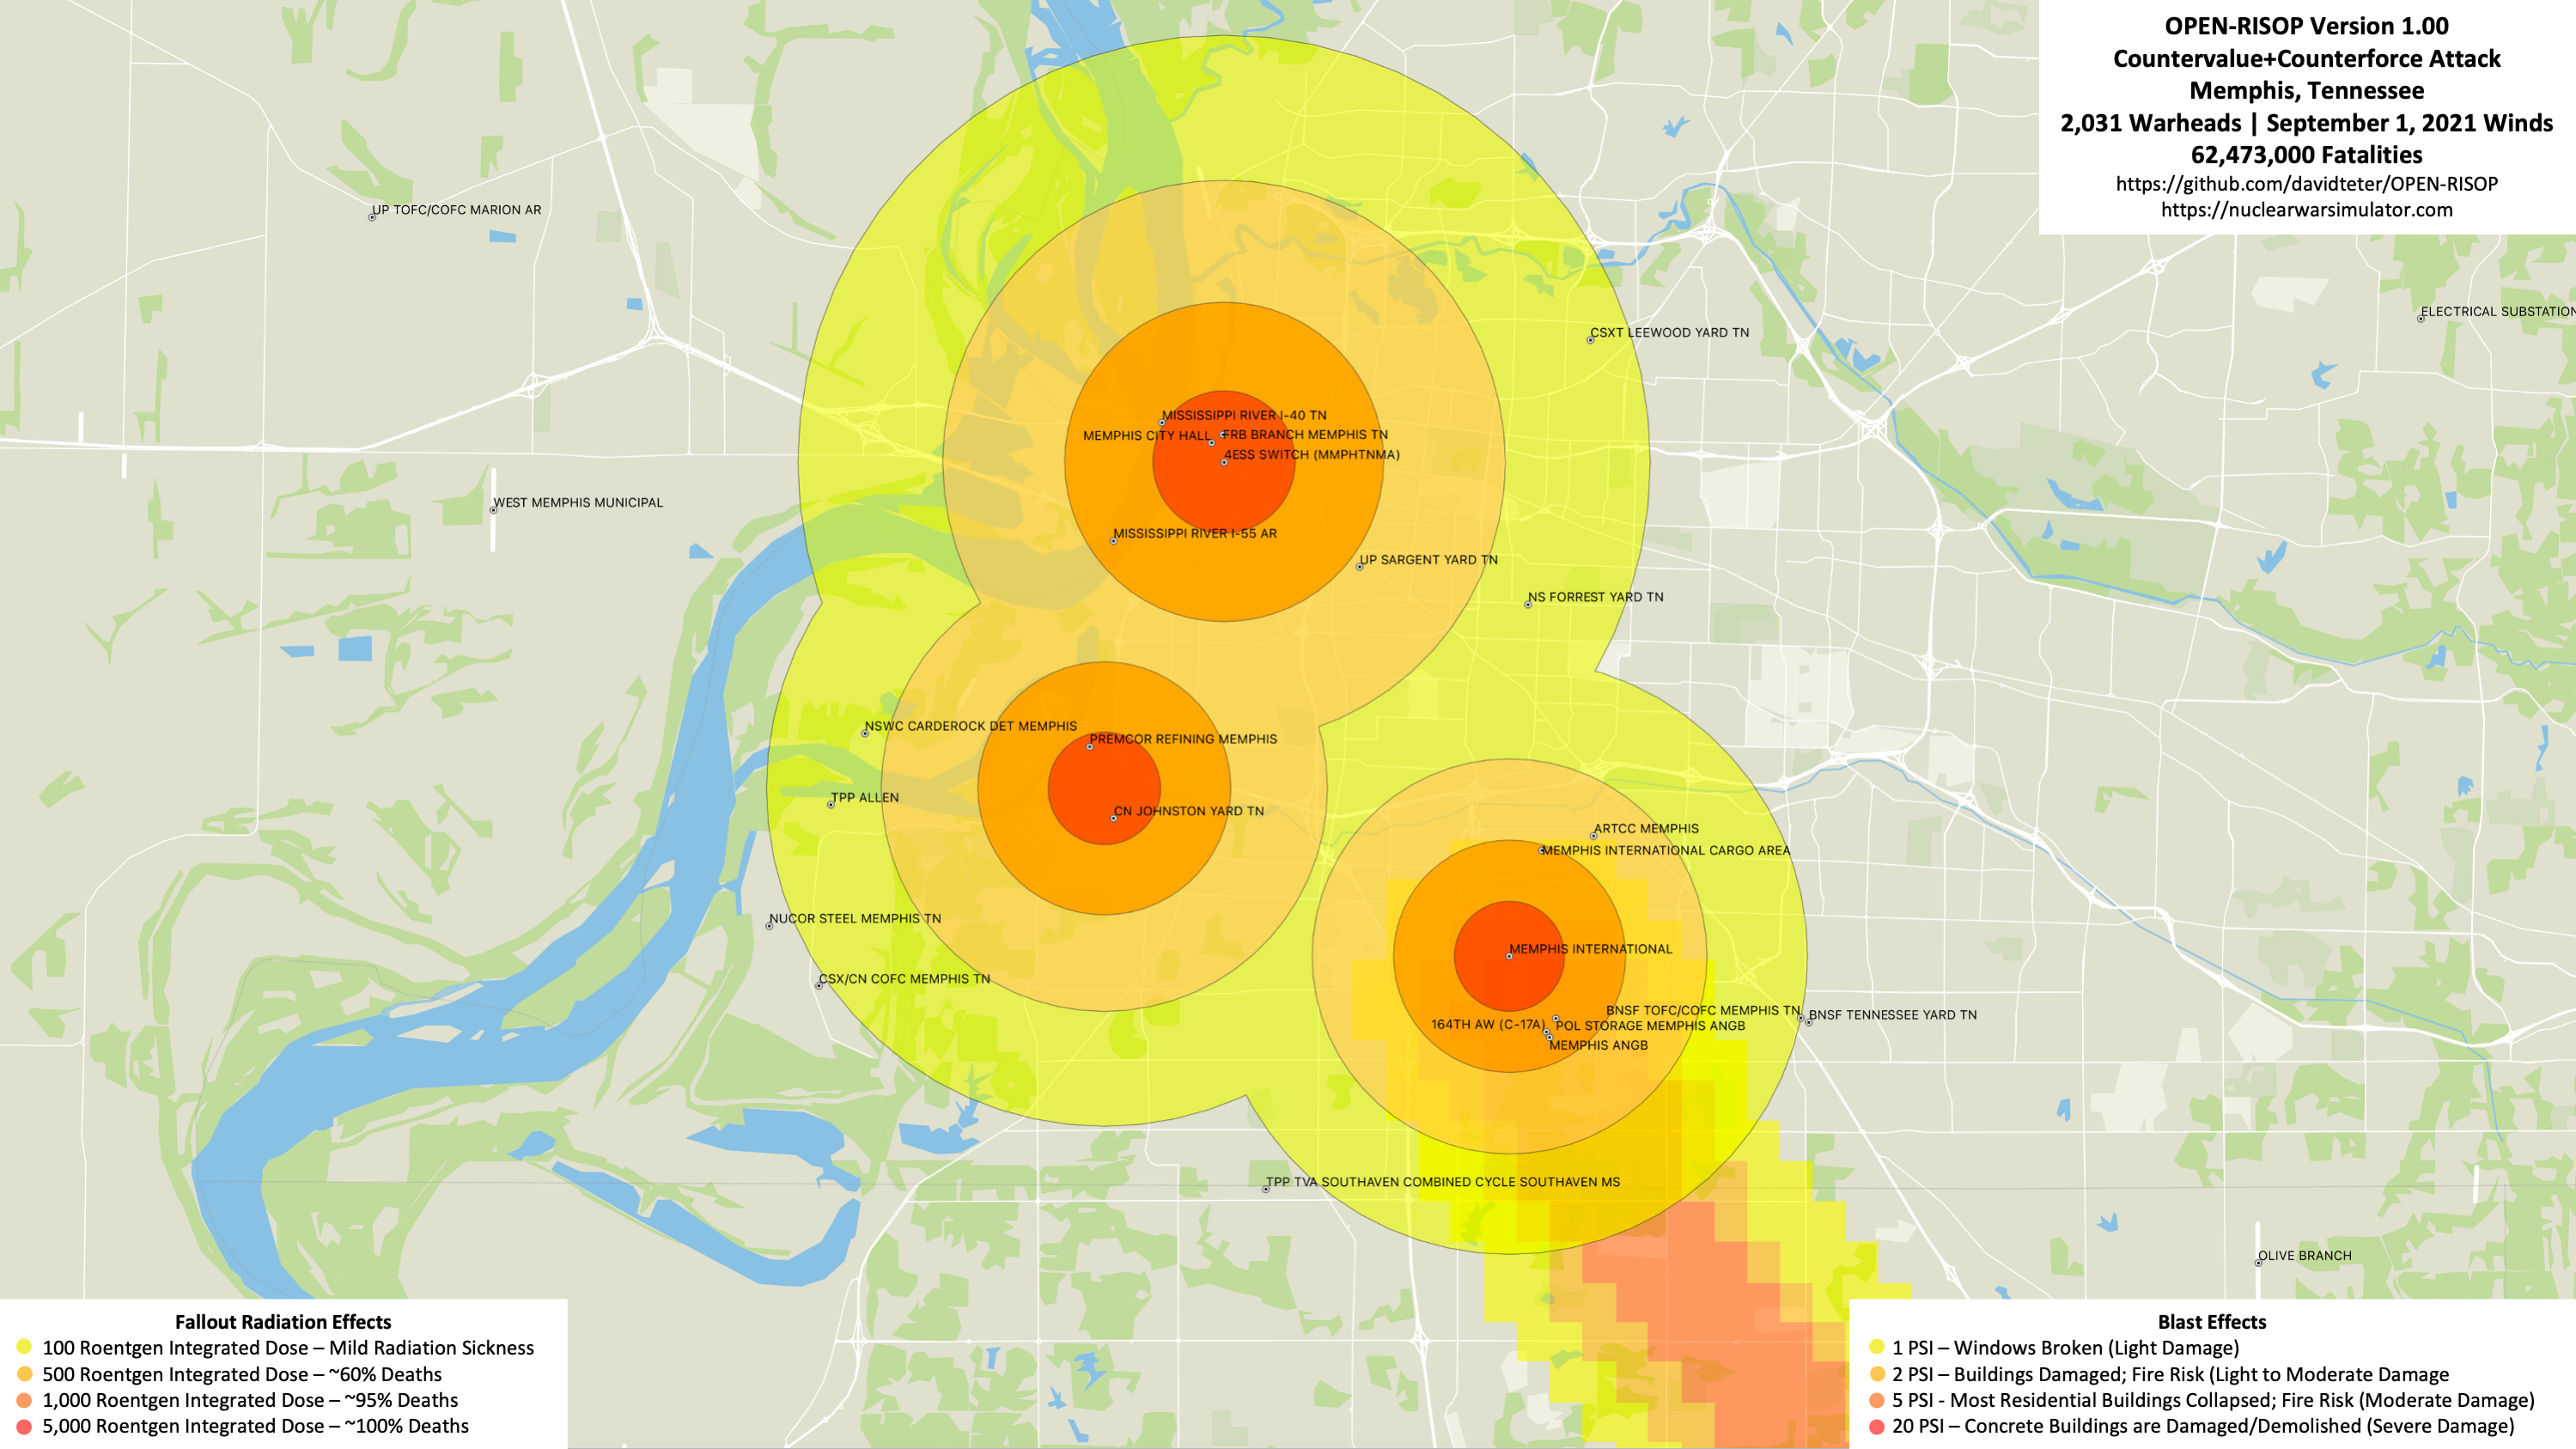 OPEN-RISOP Version 1.00
Countervalue+Counterforce Attack
Memphis, Tennessee
2,031 Warheads | September 1, 2021 Winds
62,473,000 Fatalities
https://github.com/davidteter/OPEN-RISOP
https://nuclearwarsimulator.com
UP TOFC/COFC MARION AR
ELECTRICAL SUBSTATION
CSXT LEEWOOD YARD TN
MISSISSIPPI RIVER I-40 TN
MEMPHIS CITY HALL
FRB BRANCH MEMPHIS TN
4ESS SWITCH (MMPHTNMA)
WEST MEMPHIS MUNICIPAL
MISSISSIPPI RIVER I-55 AR
UP SARGENT YARD TN
NS FORREST YARD TN
NSWC CARDEROCK DET MEMPHIS
PREMCOR REFINING MEMPHIS
TPP ALLEN
CN JOHNSTON YARD TN
ARTCC MEMPHIS
MEMPHIS INTERNATIONAL CARGO AREA
NUCOR STEEL MEMPHIS TN
MEMPHIS INTERNATIONAL
CSX/CN COFC MEMPHIS TN
BNSF TOFC/COFC MEMPHIS TN
BNSF TENNESSEE YARD TN
164TH AW (C-17A)
POL STORAGE MEMPHIS ANGB
MEMPHIS ANGB
TPP TVA SOUTHAVEN COMBINED CYCLE SOUTHAVEN MS
OLIVE BRANCH
Fallout Radiation Effects
100 Roentgen Integrated Dose – Mild Radiation Sickness
500 Roentgen Integrated Dose – ~60% Deaths
1,000 Roentgen Integrated Dose – ~95% Deaths
5,000 Roentgen Integrated Dose – ~100% Deaths
Blast Effects
1 PSI – Windows Broken (Light Damage)
2 PSI – Buildings Damaged; Fire Risk (Light to Moderate Damage
5 PSI - Most Residential Buildings Collapsed; Fire Risk (Moderate Damage)
20 PSI – Concrete Buildings are Damaged/Demolished (Severe Damage)